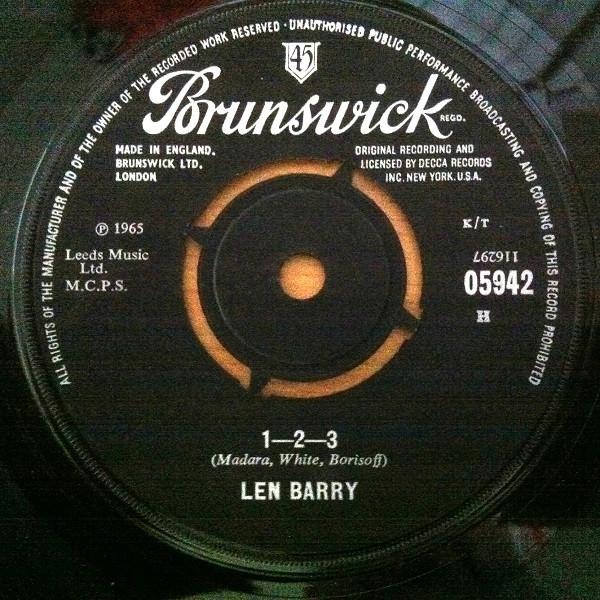 ALL RIGHTS OF THE MANUFACTURER AND OF THE OWNER OF THE RECORDED WORK RESERVED · UNAUTHORISED PUBLIC PERFORMANCE BROADCASTING AND COPYING OF THIS RECORD PROHIBITED
45
Brunswick REGD.
MADE IN ENGLAND.
BRUNSWICK LTD.
LONDON
ORIGINAL RECORDING AND
LICENSED BY DECCA RECORDS
INC. NEW YORK. U.S.A.
℗ 1965
Leeds Music
Ltd.
M.C.P.S.
K/T
116297
05942
H
1—2—3
(Madara, White, Borisoff)
LEN BARRY